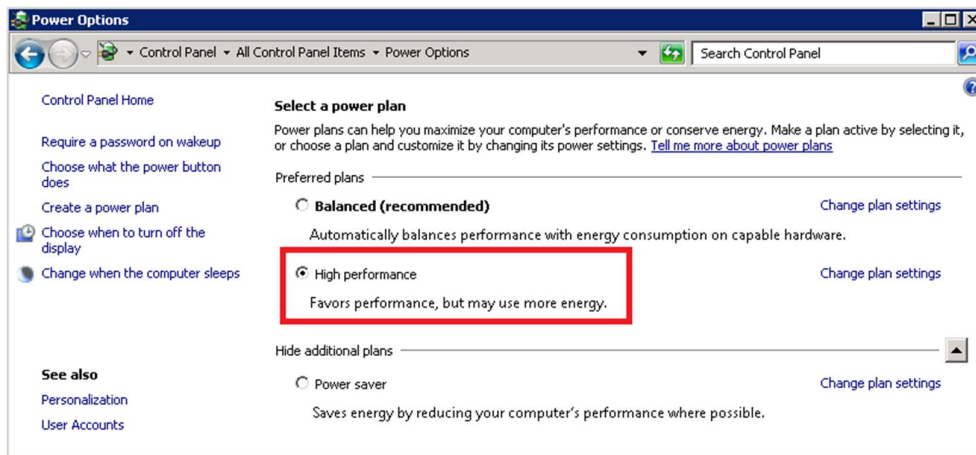 Power Options
Control Panel ▾ All Control Panel Items ▾ Power Options
Search Control Panel
Control Panel Home
Require a password on wakeup
Choose what the power button
does
Create a power plan
Choose when to turn off the
display
Change when the computer sleeps
See also
Personalization
User Accounts
Select a power plan
Power plans can help you maximize your computer's performance or conserve energy. Make a plan active by selecting it,
or choose a plan and customize it by changing its power settings. Tell me more about power plans
Preferred plans
Balanced (recommended) Change plan settings
Automatically balances performance with energy consumption on capable hardware.
High performance Change plan settings
Favors performance, but may use more energy.
Hide additional plans
Power saver Change plan settings
Saves energy by reducing your computer's performance where possible.